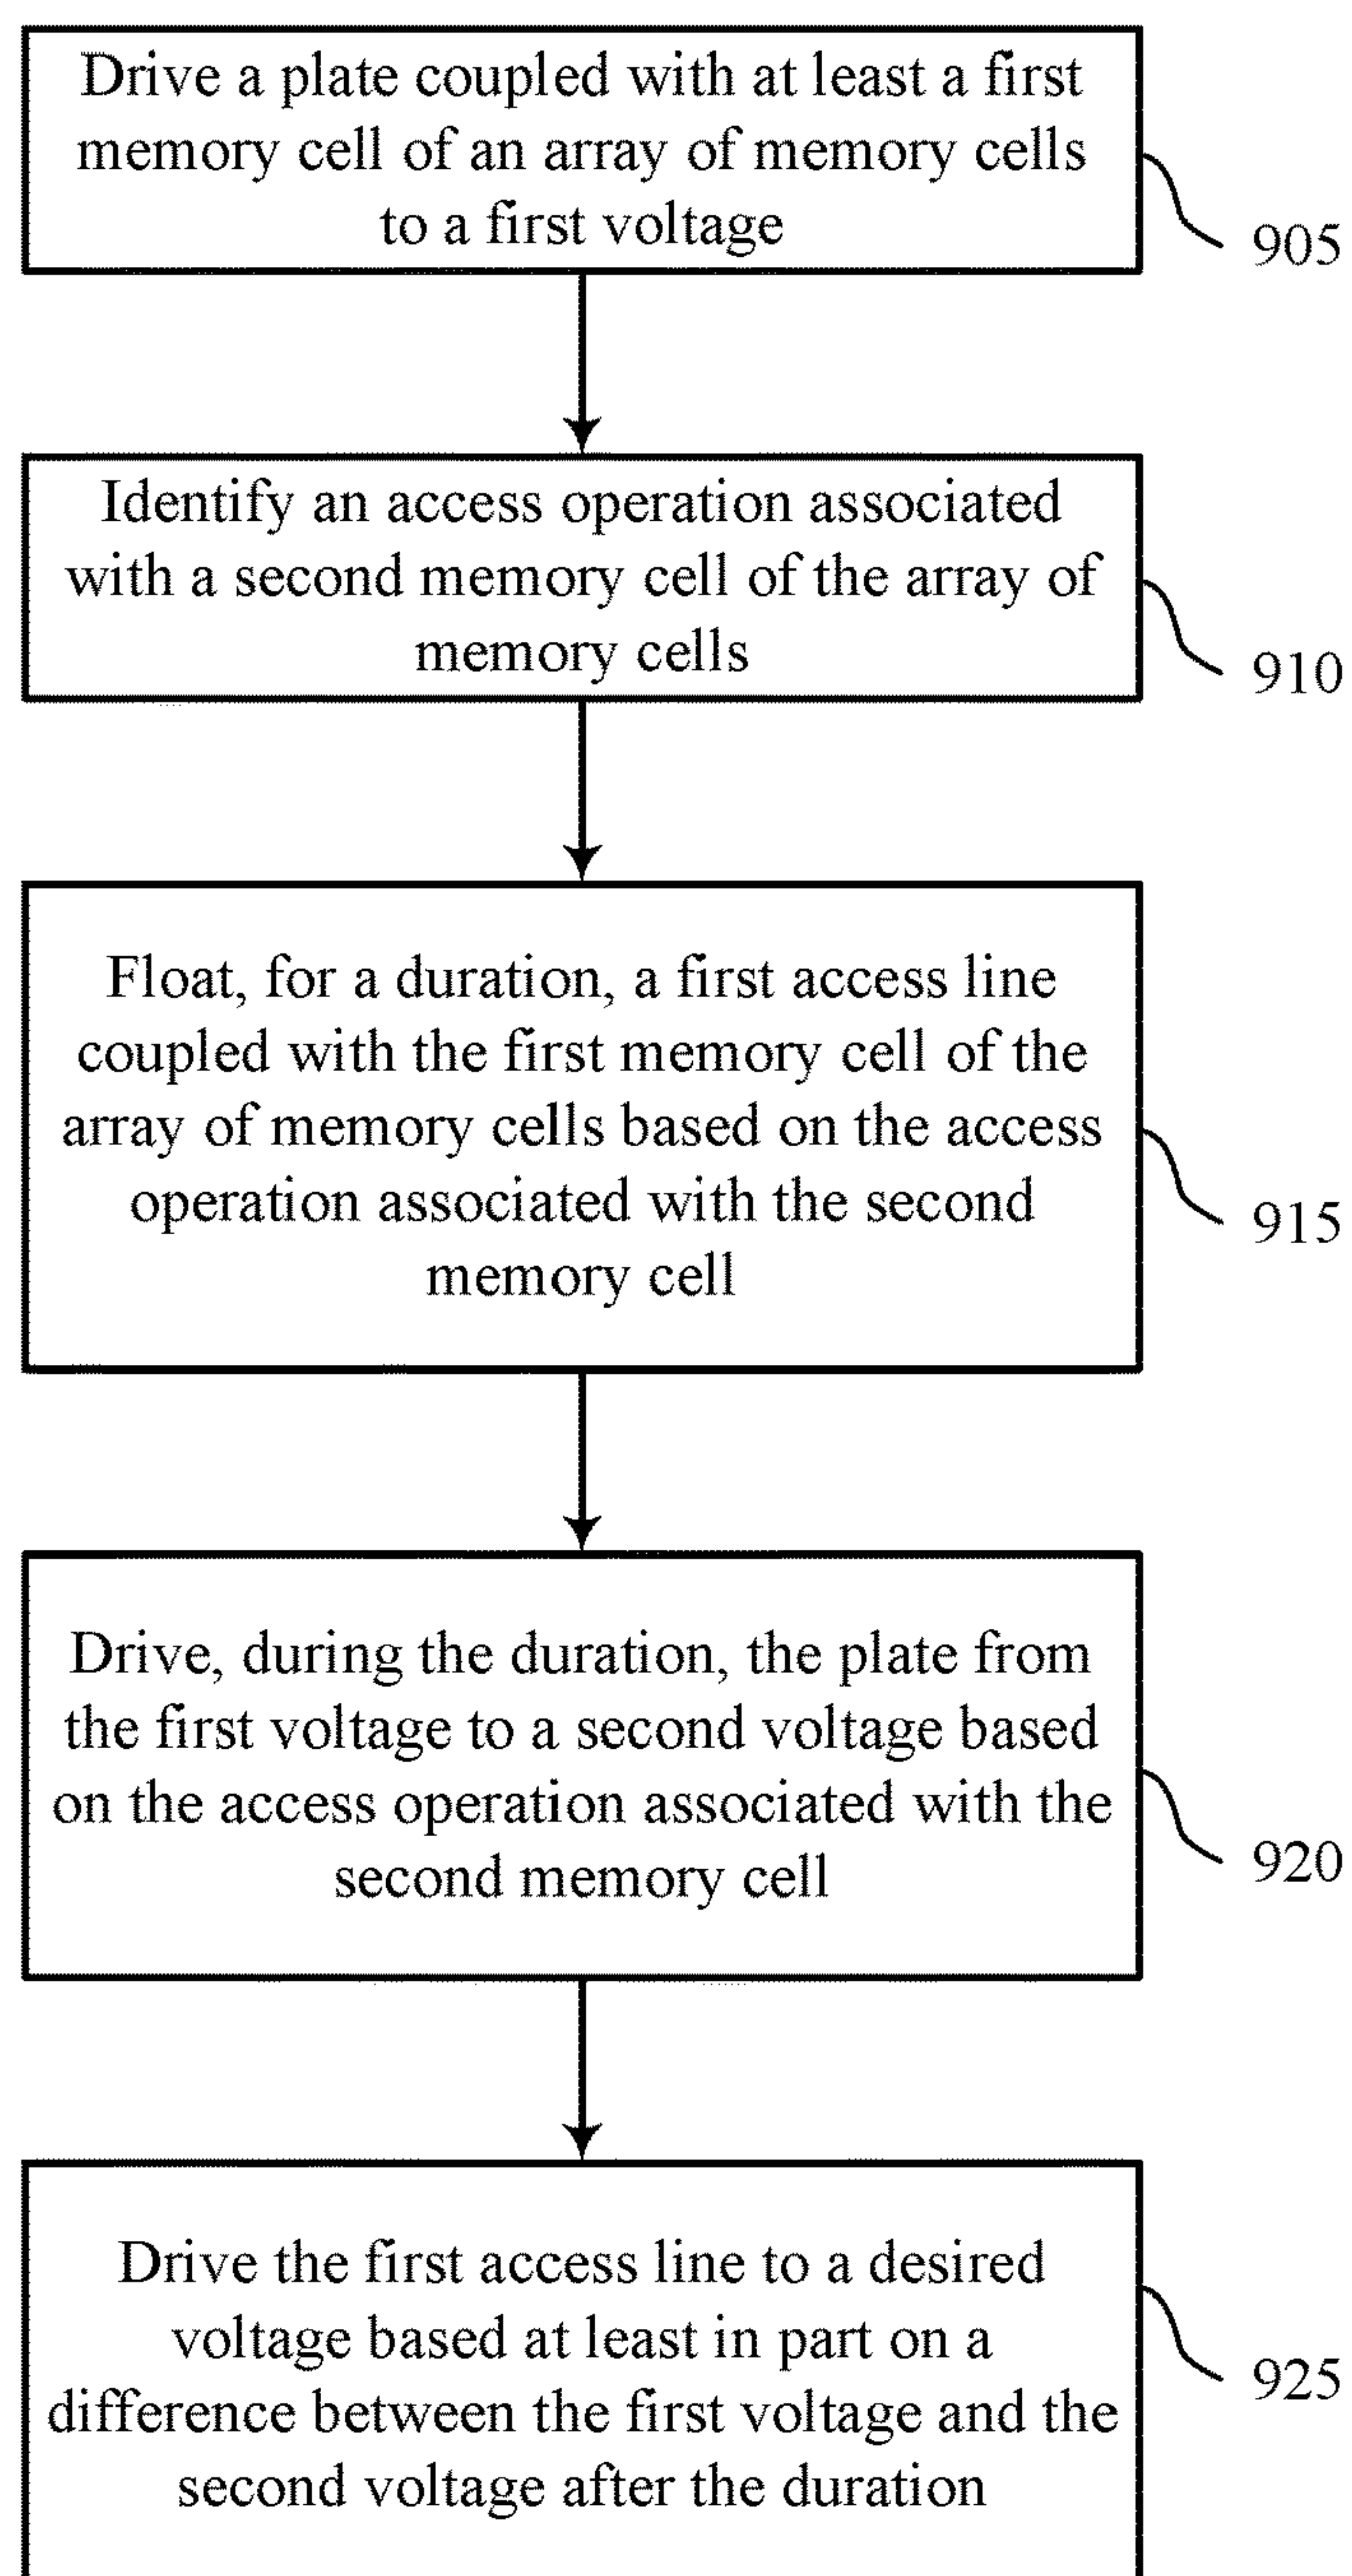 Drive a plate coupled with at least a first
memory cell of an array of memory cells
to a first voltage
905
Identify an access operation associated
with a second memory cell of the array of
memory cells
910
Float, for a duration, a first access line
coupled with the first memory cell of the
array of memory cells based on the access
operation associated with the second
memory cell
915
Drive, during the duration, the plate from
the first voltage to a second voltage based
on the access operation associated with the
second memory cell
920
Drive the first access line to a desired
voltage based at least in part on a
difference between the first voltage and the
second voltage after the duration
925